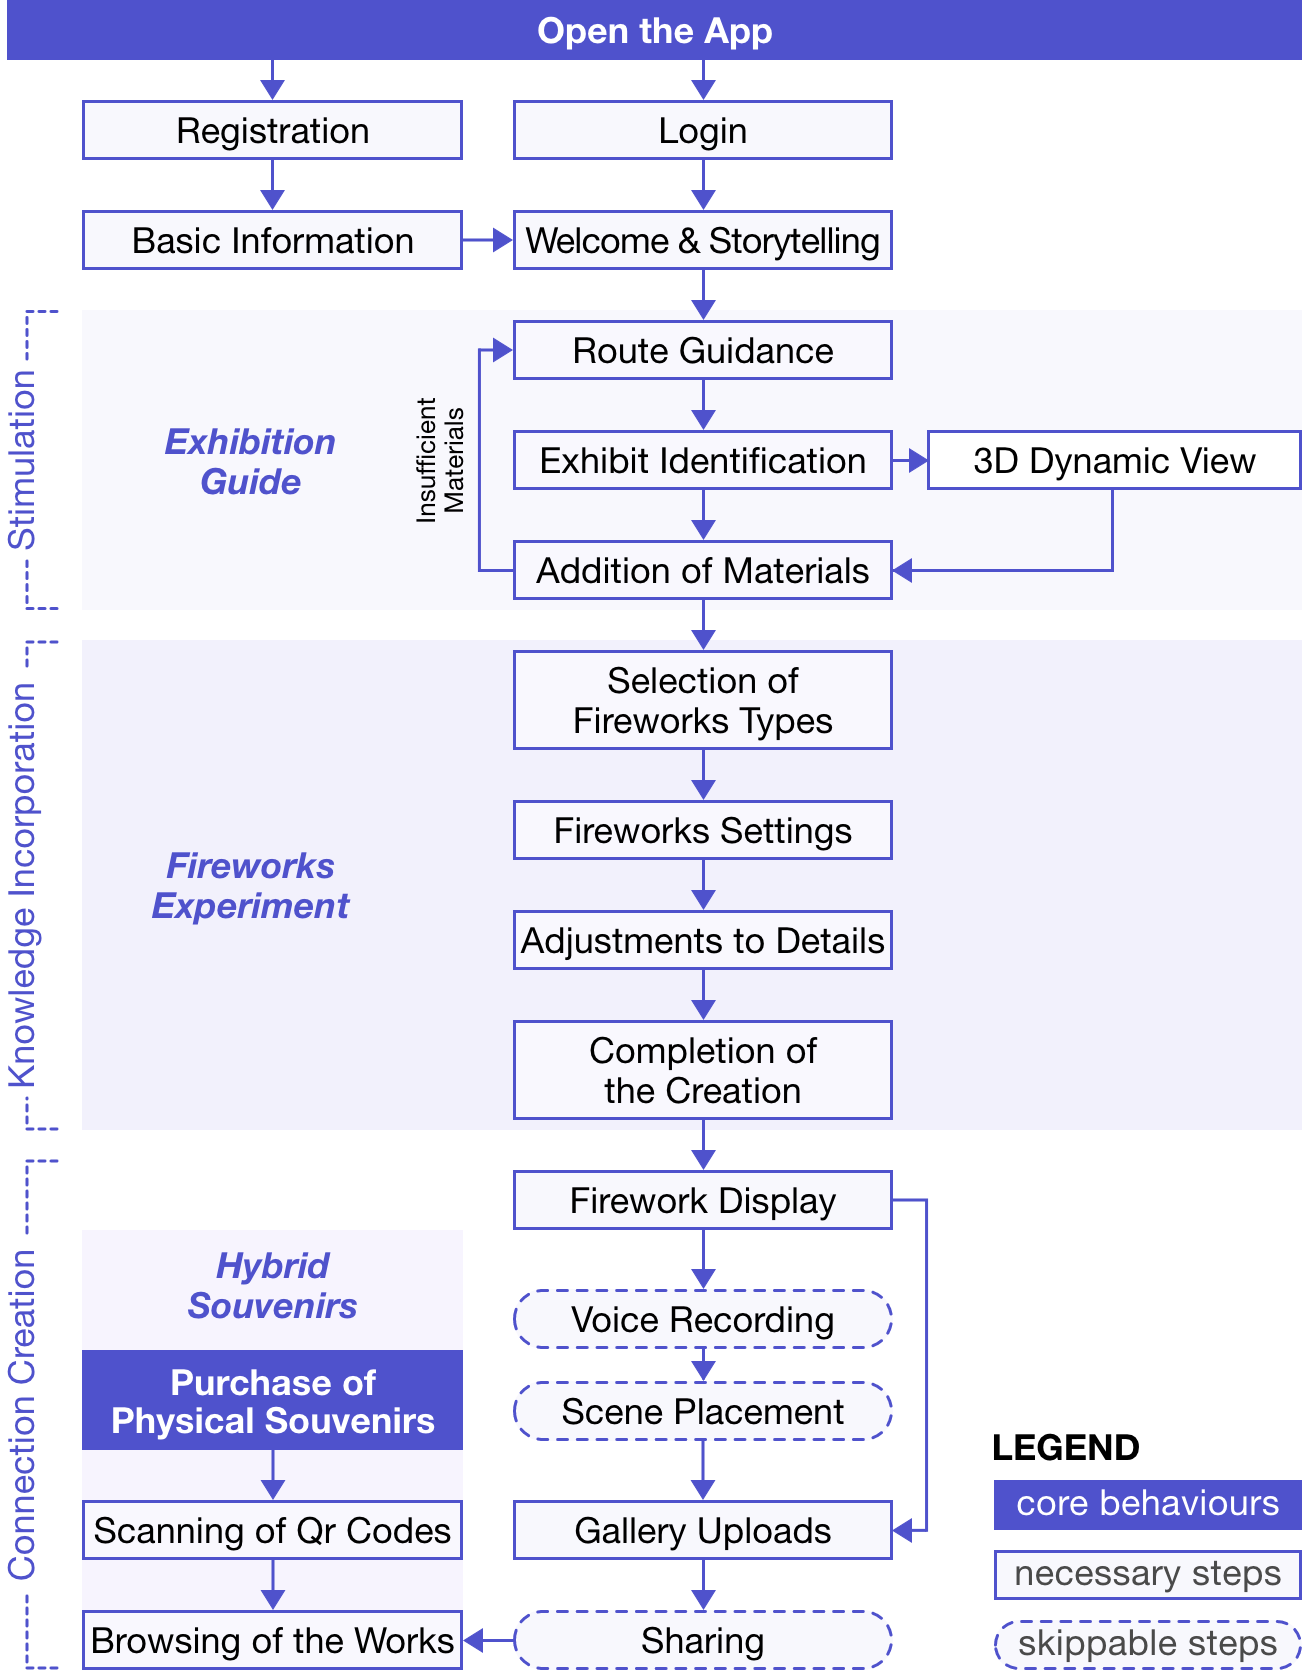 Open the App
Registration
Login
Basic Information
Welcome & Storytelling
Stimulation
Exhibition
Guide
Insufficient
Materials
Route Guidance
Exhibit Identification
3D Dynamic View
Addition of Materials
Knowledge Incorporation
Fireworks
Experiment
Selection of
Fireworks Types
Fireworks Settings
Adjustments to Details
Completion of
the Creation
Connection Creation
Firework Display
Voice Recording
Scene Placement
Gallery Uploads
Sharing
Hybrid
Souvenirs
Purchase of
Physical Souvenirs
Scanning of Qr Codes
Browsing of the Works
LEGEND
core behaviours
necessary steps
skippable steps